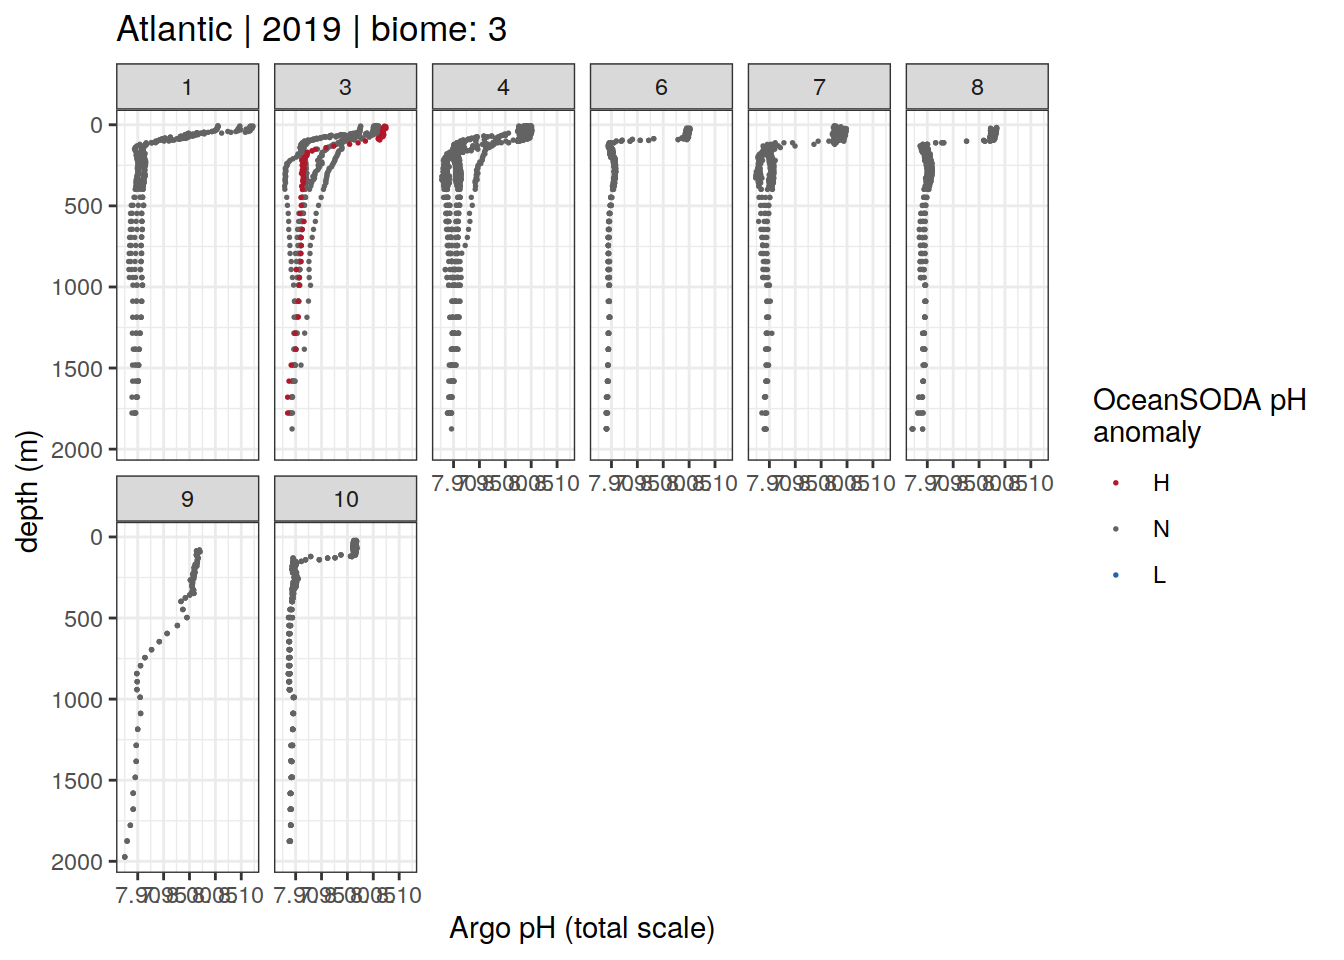 Atlantic | 2019 | biome: 3
1 3 4 6 7 8
0
500
1000
1500
2000
9 10
0
500
1000
1500
2000
depth (m)
Argo pH (total scale)
OceanSODA pH
anomaly
H
N
L